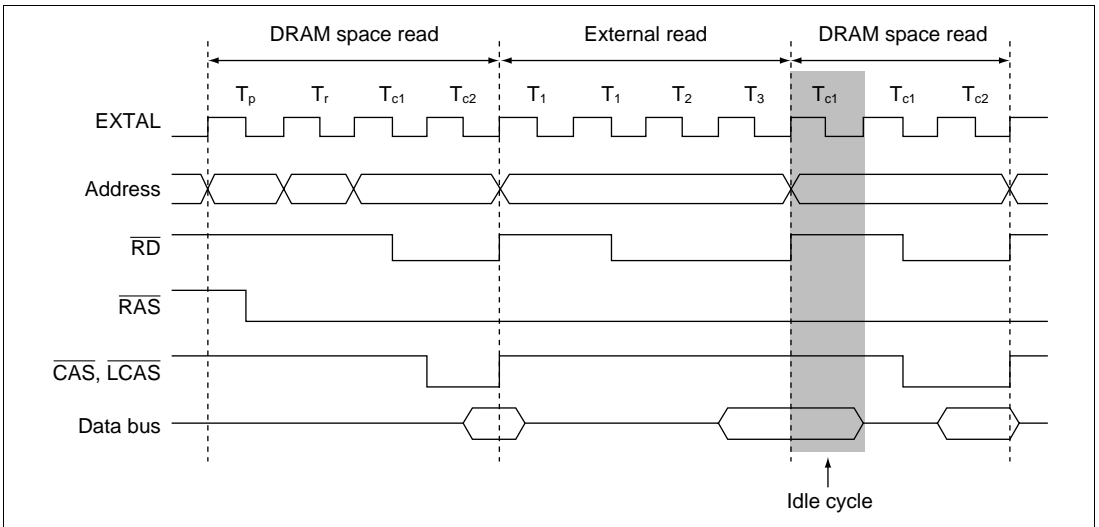 DRAM space read External read DRAM space read
Tp Tr Tc1 Tc2 T1 T1 T2 T3 Tc1 Tc1 Tc2
EXTAL
Address
RD
RAS
CAS, LCAS
Data bus
Idle cycle